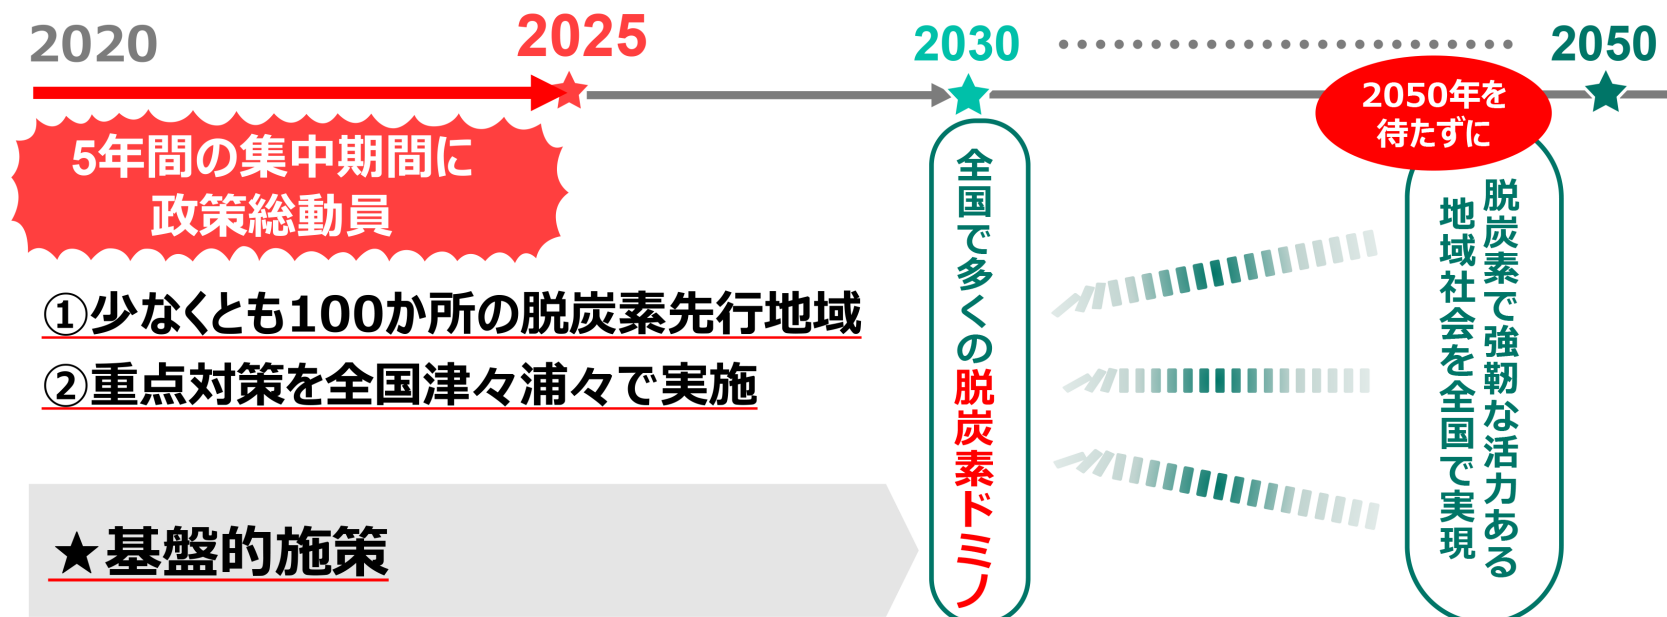 2020
2025
2030
2050
5年間の集中期間に
政策総動員
①少なくとも100か所の脱炭素先行地域
②重点対策を全国津々浦々で実施
★基盤的施策
全国で多くの脱炭素ドミノ
2050年を
待たずに
脱炭素で強靭な活力ある
地域社会を全国で実現